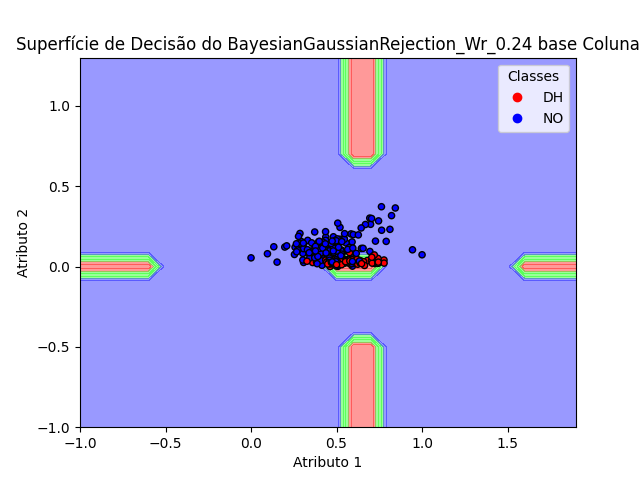 Superfície de Decisão do BayesianGaussianRejection_Wr_0.24 base Coluna
Classes
DH
NO
Atributo 2
1.0
0.5
0.0
−0.5
−1.0
−1.0
−0.5
0.0
0.5
1.0
1.5
Atributo 1